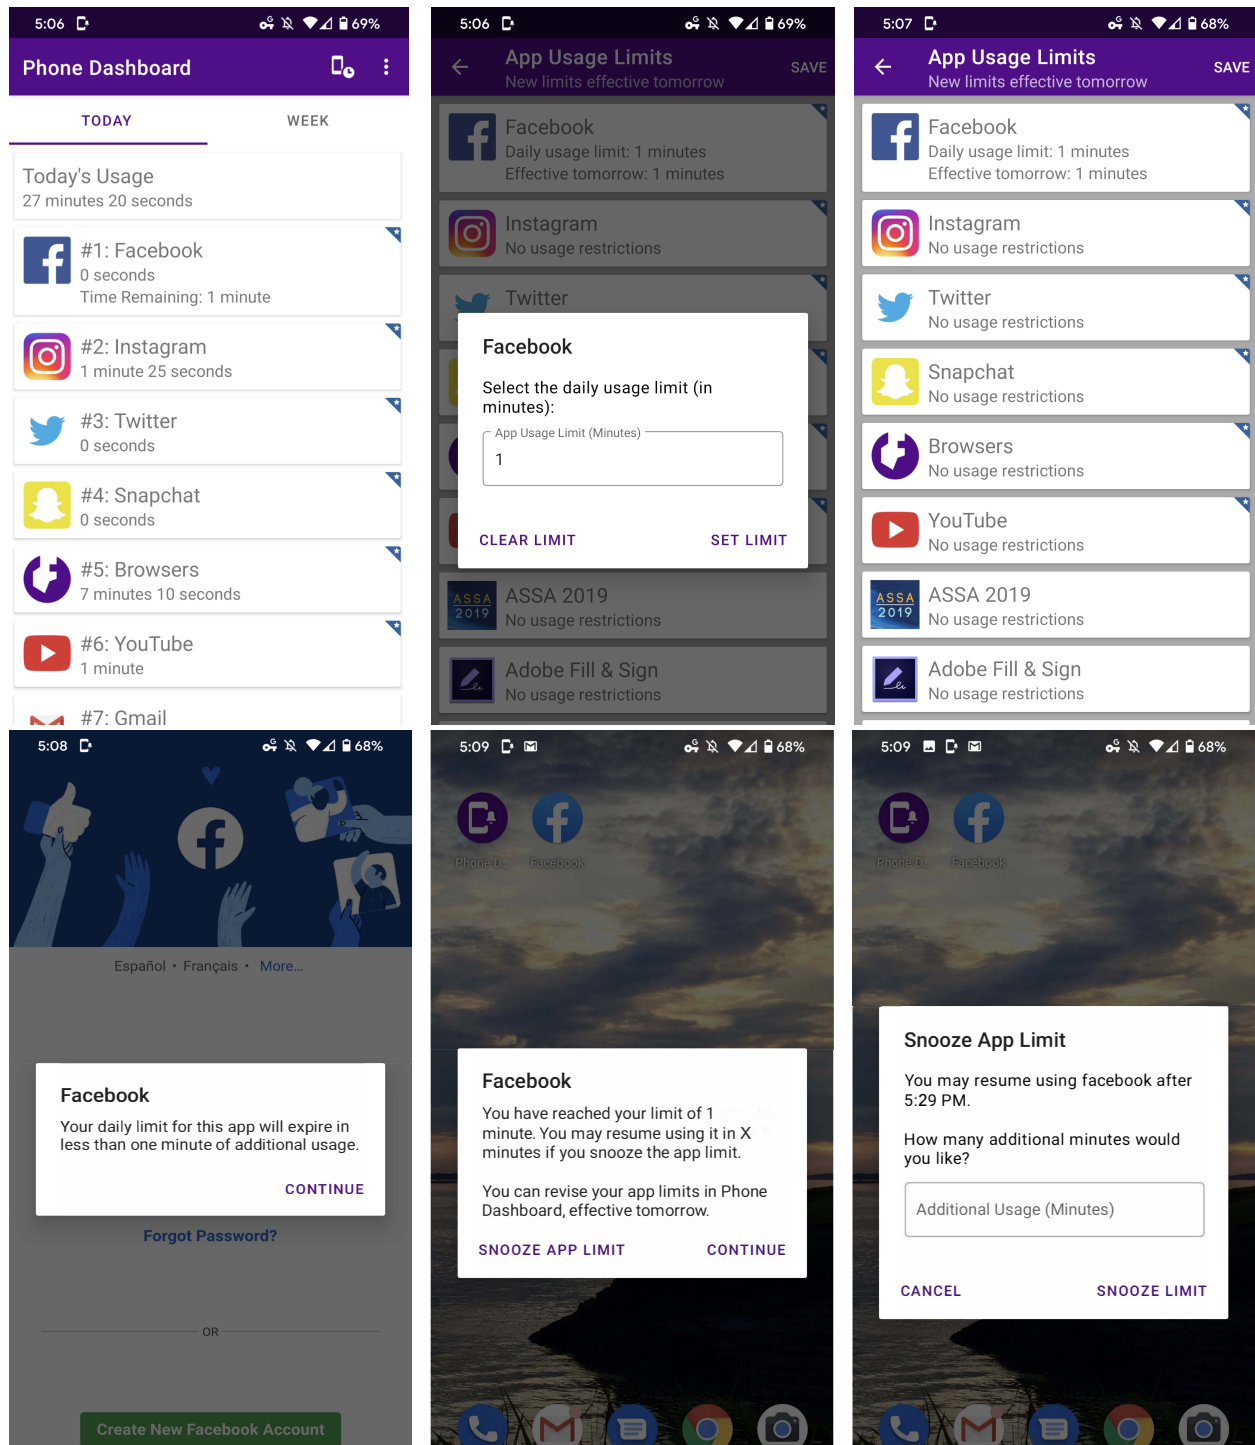 5:06
69%
Phone Dashboard
TODAY
WEEK
Today's Usage
27 minutes 20 seconds
#1: Facebook
0 seconds
Time Remaining: 1 minute
#2: Instagram
1 minute 25 seconds
#3: Twitter
0 seconds
#4: Snapchat
0 seconds
#5: Browsers
7 minutes 10 seconds
#6: YouTube
1 minute
#7: Gmail
5:06
69%
App Usage Limits
New limits effective tomorrow
SAVE
Facebook
Daily usage limit: 1 minutes
Effective tomorrow: 1 minutes
Instagram
No usage restrictions
Twitter
Facebook
Select the daily usage limit (in
minutes):
App Usage Limit (Minutes)
1
CLEAR LIMIT
SET LIMIT
ASSA
2019
ASSA 2019
No usage restrictions
Adobe Fill & Sign
No usage restrictions
5:07
68%
App Usage Limits
New limits effective tomorrow
SAVE
Facebook
Daily usage limit: 1 minutes
Effective tomorrow: 1 minutes
Instagram
No usage restrictions
Twitter
No usage restrictions
Snapchat
No usage restrictions
Browsers
No usage restrictions
YouTube
No usage restrictions
ASSA
2019
ASSA 2019
No usage restrictions
Adobe Fill & Sign
No usage restrictions
5:08
68%
Español • Français • More...
Facebook
Your daily limit for this app will expire in
less than one minute of additional usage.
CONTINUE
Forgot Password?
OR
Create New Facebook Account
5:09
68%
Phone D...
Facebook
Facebook
You have reached your limit of 1
minute. You may resume using it in X
minutes if you snooze the app limit.
You can revise your app limits in Phone
Dashboard, effective tomorrow.
SNOOZE APP LIMIT
CONTINUE
5:09
68%
Phone D...
Facebook
Snooze App Limit
You may resume using facebook after
5:29 PM.
How many additional minutes would
you like?
Additional Usage (Minutes)
CANCEL
SNOOZE LIMIT